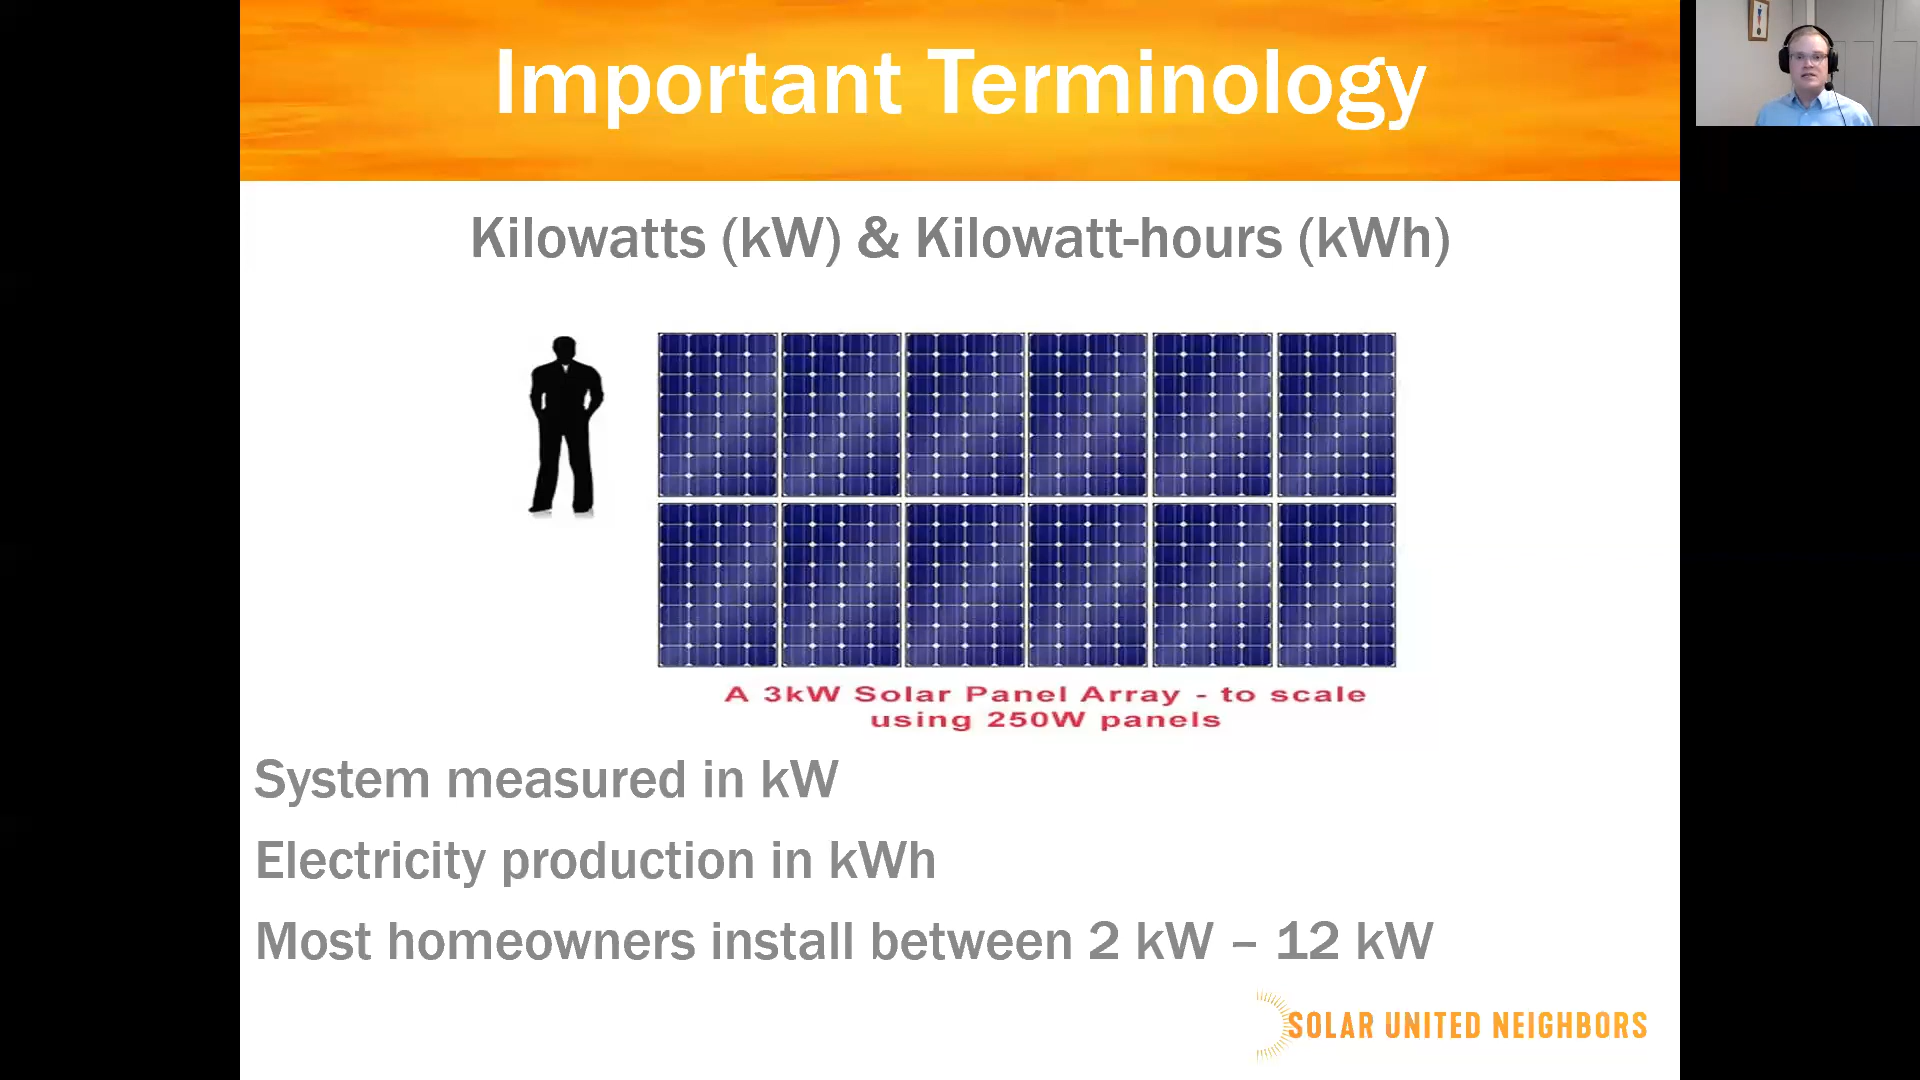 Important Terminology
Kilowatts (kW) & Kilowatt-hours (kWh)
A 3kW Solar Panel Array - to scale
using 250W panels
System measured in kW
Electricity production in kWh
Most homeowners install between 2 kW – 12 kW
SOLAR UNITED NEIGHBORS